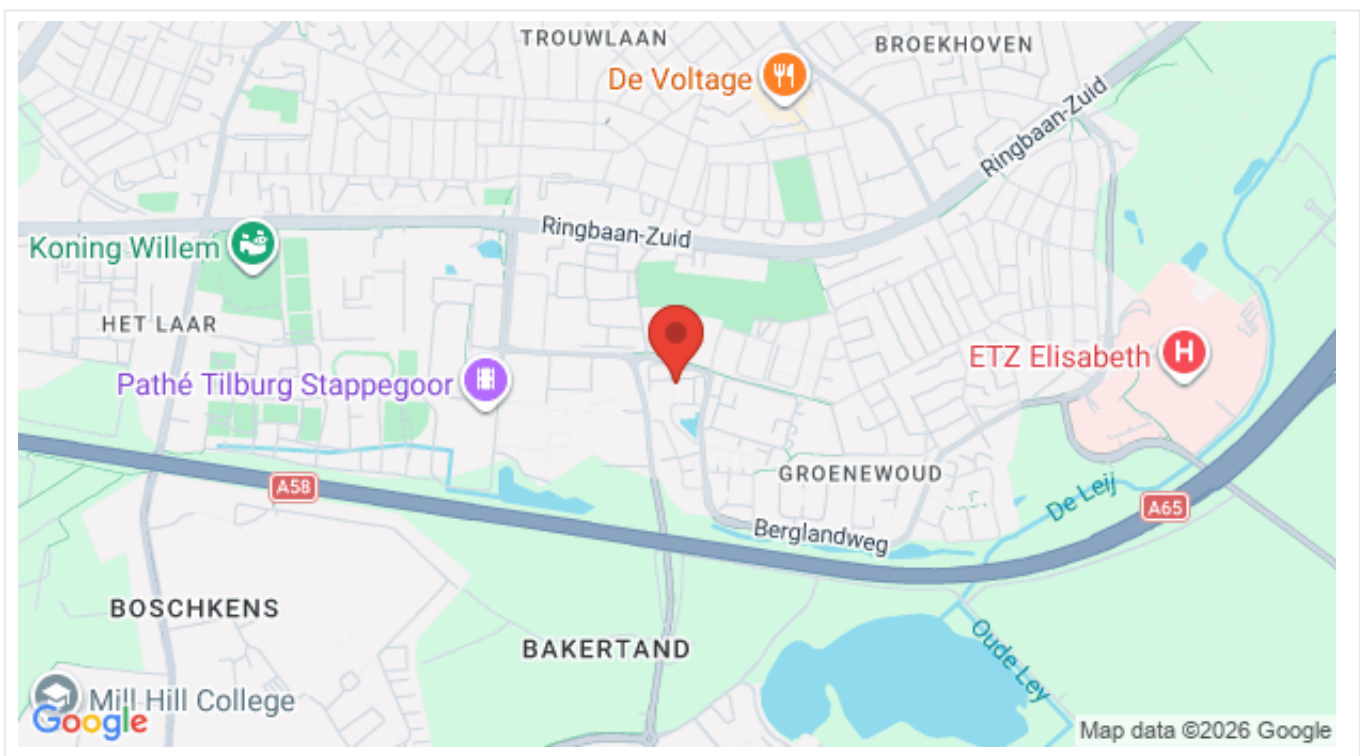 TROUWLAAN
BROEKHOVEN
De Voltage
Ringbaan-Zuid
Ringbaan-Zuid
Koning Willem
HET LAAR
ETZ Elisabeth
H
Pathé Tilburg Stappegoor
GROENEWOUD
A58
De Leij
A65
Berglandweg
BOSCHKENS
BAKERTAND
Oude Ley
Mill Hill College
Google
Map data ©2026 Google